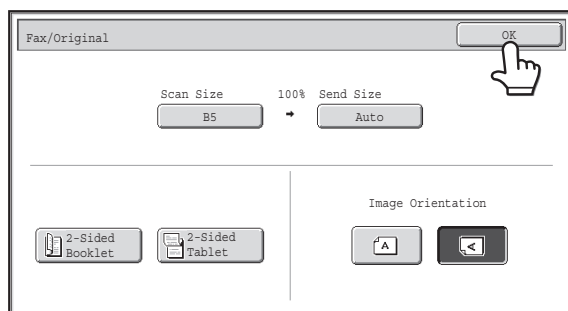 Fax/Original
OK
Scan Size 100% Send Size
B5 Auto
Image Orientation
2-Sided
Booklet
2-Sided
Tablet
A
A